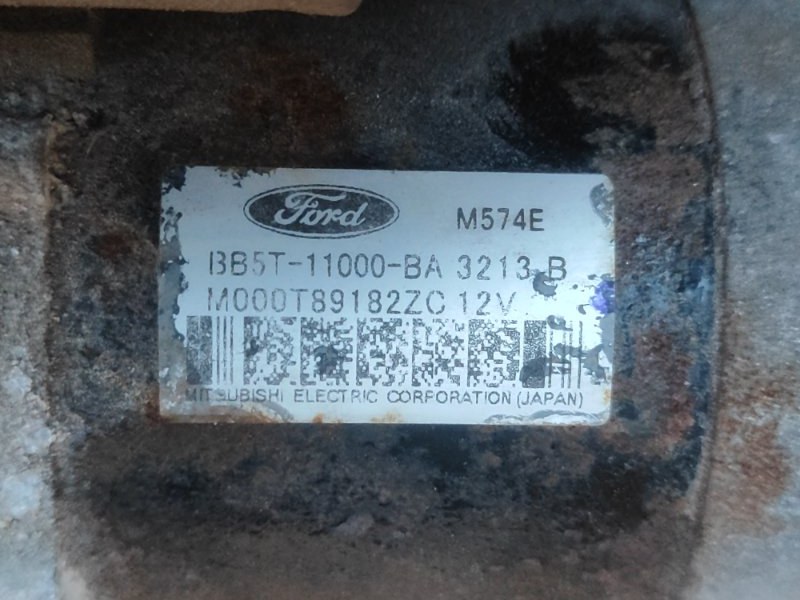 Ford M574E
BB5T-11000-BA 3213 B
M000T89182ZC 12V
MITSUBISHI ELECTRIC CORPORATION (JAPAN)